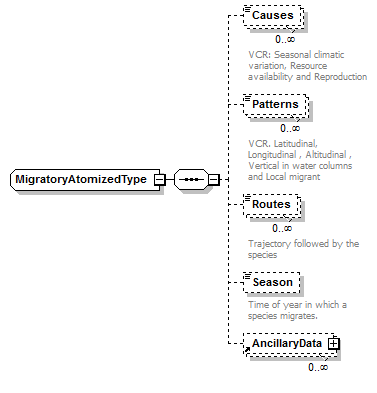 Causes
0..∞
VCR: Seasonal climatic
variation, Resource
availability and Reproduction
Patterns
0..∞
VCR. Latitudinal,
Longitudinal , Altitudinal ,
Vertical in water columns
and Local migrant
MigratoryAtomizedType
Routes
0..∞
Trajectory followed by the
species
Season
Time of year in which a
species migrates.
AncillaryData
0..∞